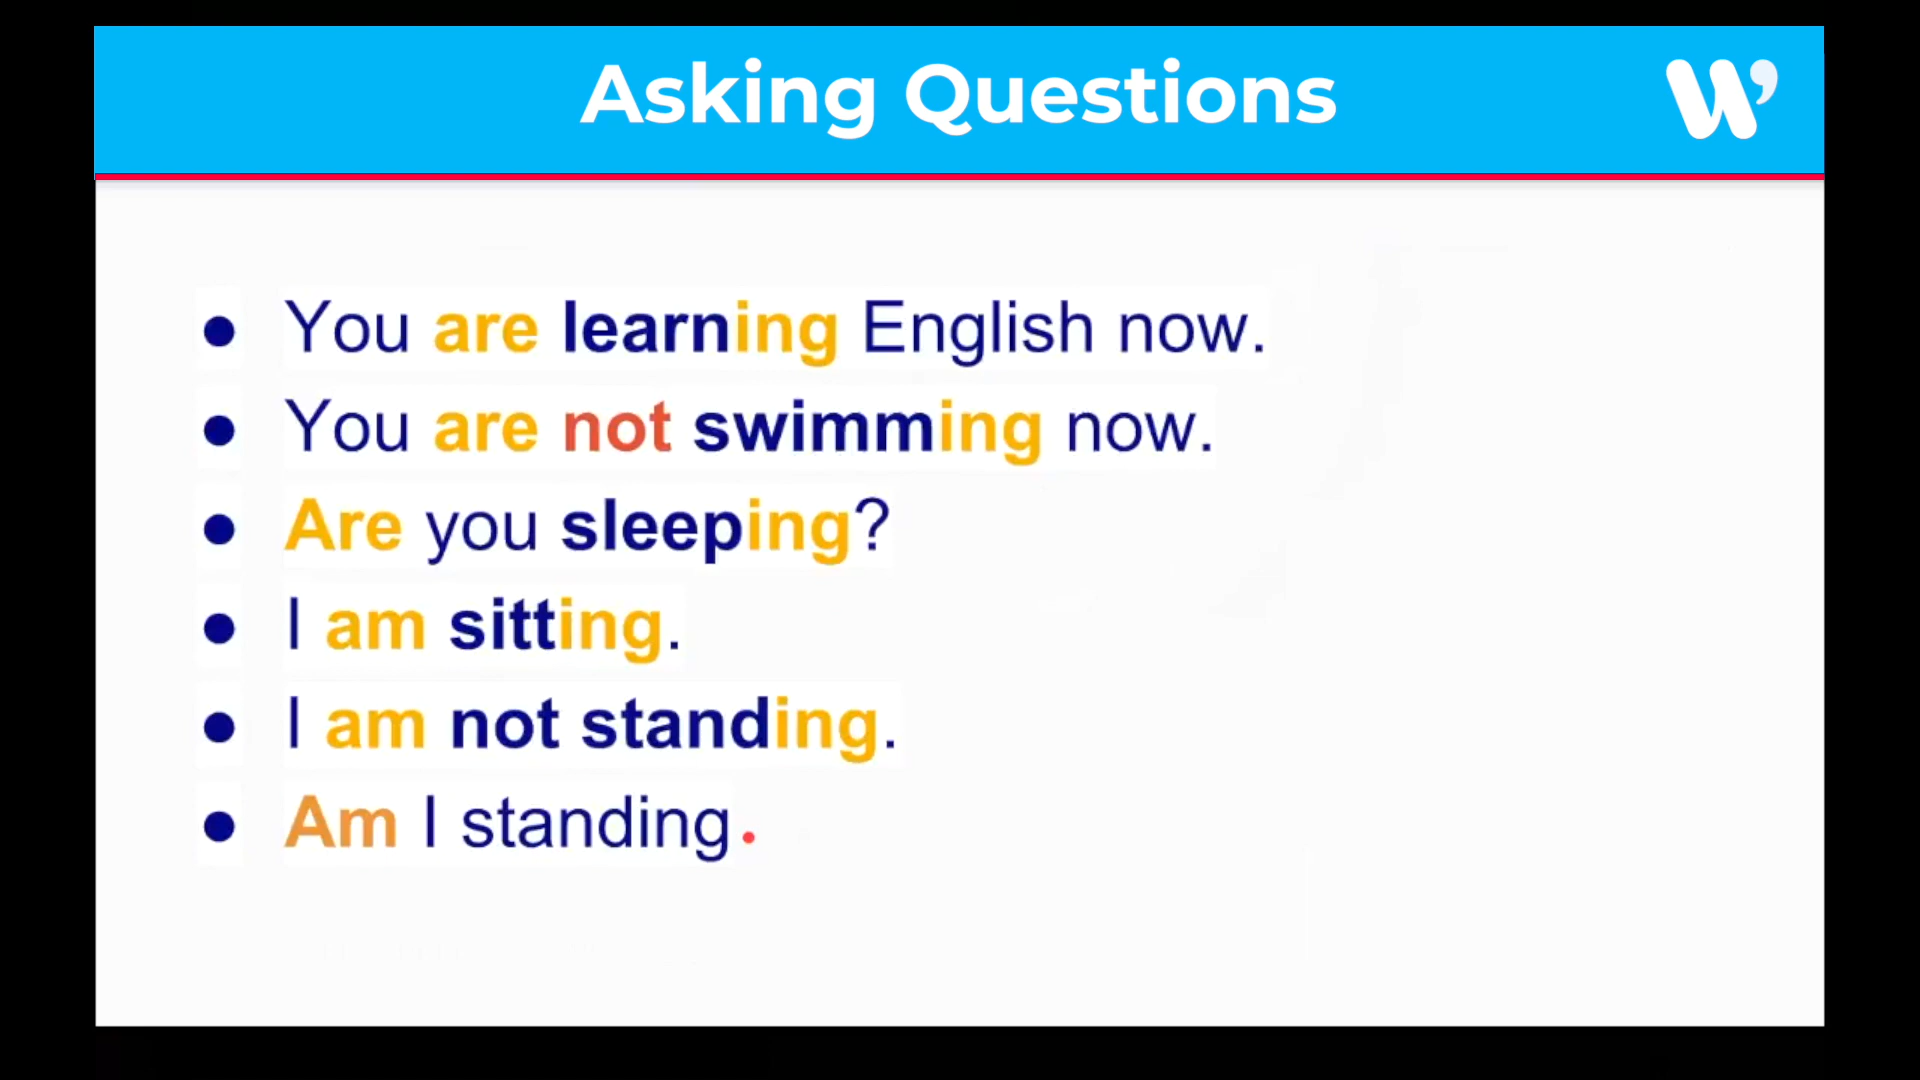 Asking Questions
W'
● You are learning English now.
● You are not swimming now.
● Are you sleeping?
● I am sitting.
● I am not standing.
● Am I standing